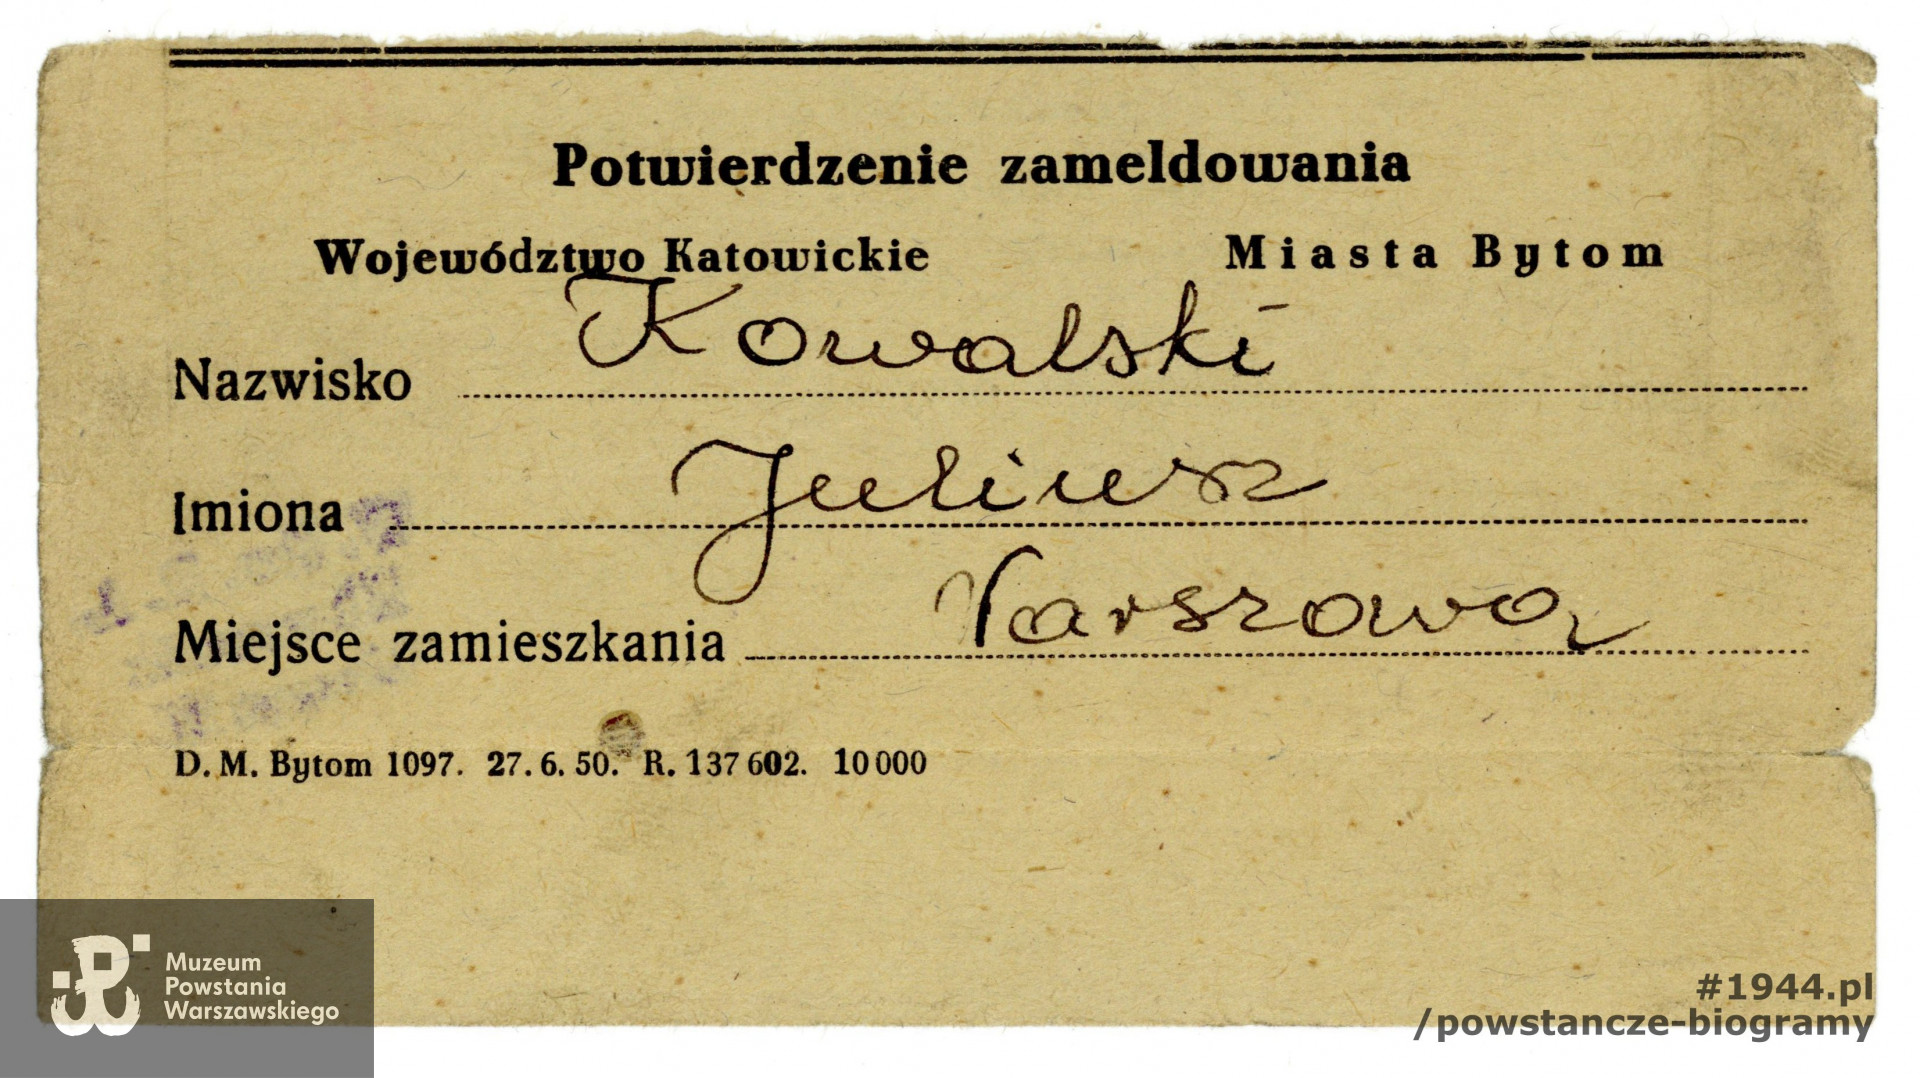 Potwierdzenie zameldowania
Województwo Katowickie Miasta Bytom
Nazwisko Kowalski
Imiona Juliusz
Miejsce zamieszkania Warszawa
D. M. Bytom 1097. 27. 6. 50. R. 137 602. 10 000
Muzeum
Powstania
Warszawskiego
#1944.pl
/powstancze-biogramy